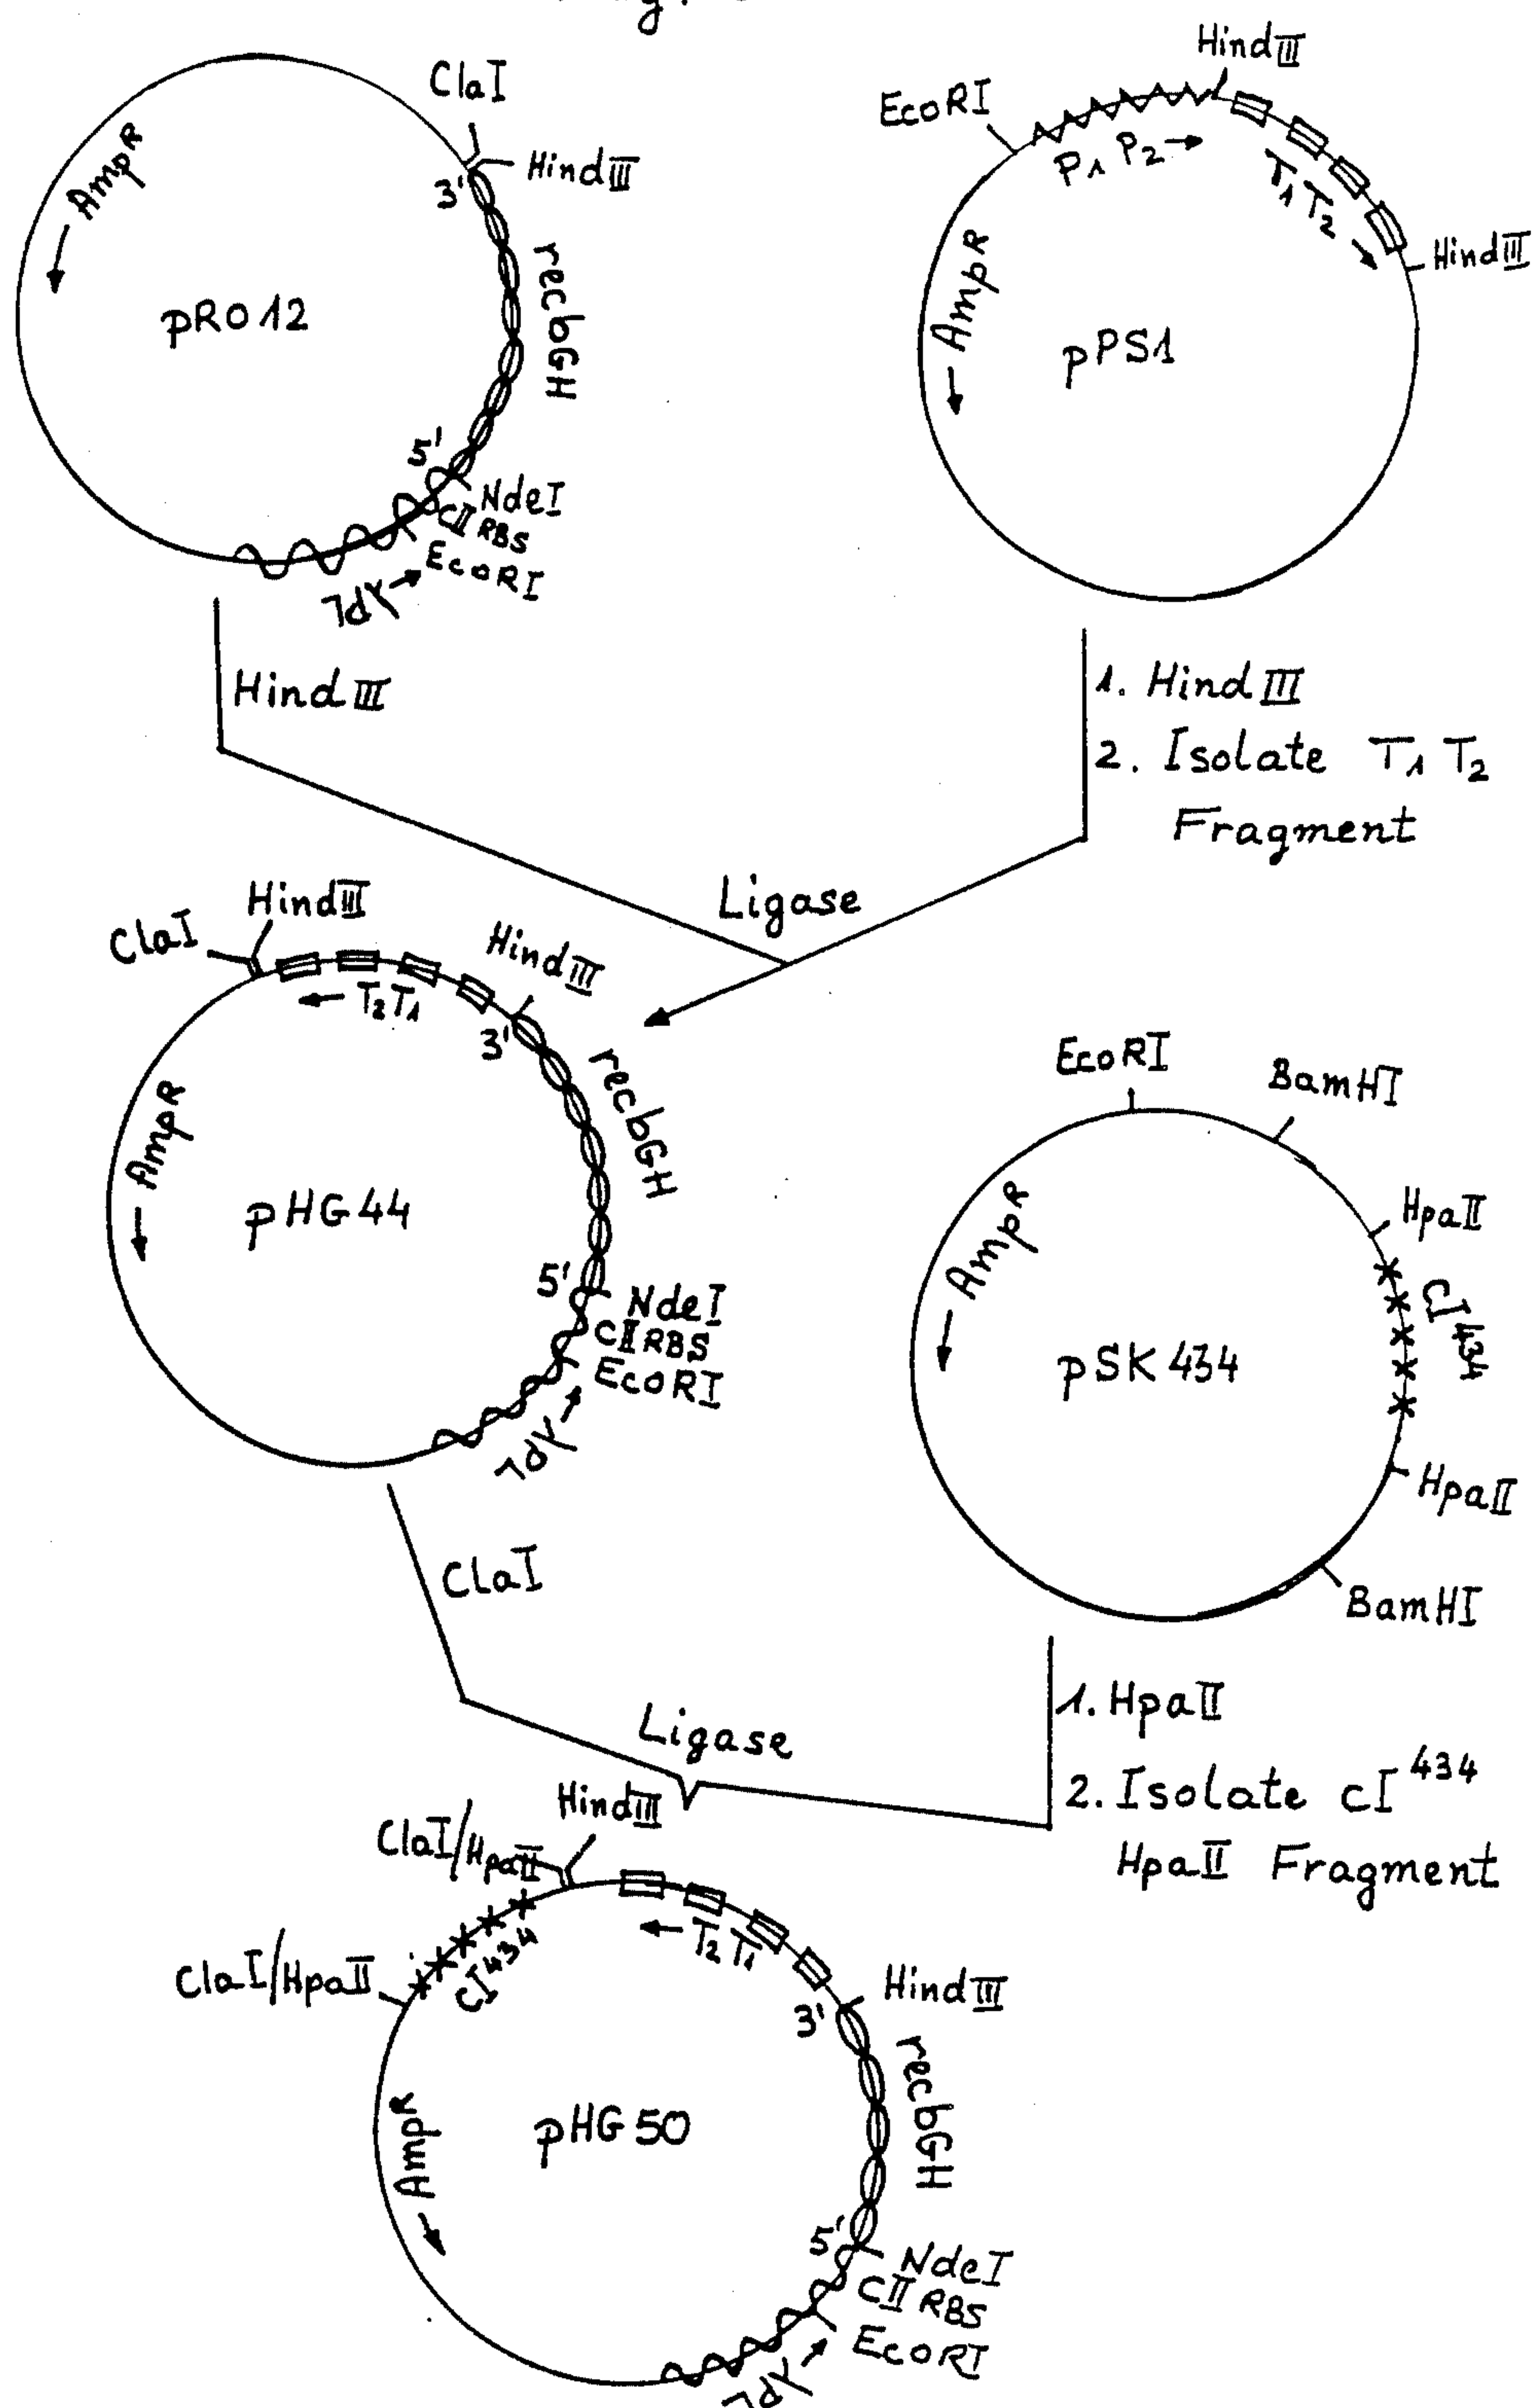 ClaI
HindIII
3'
AmpR
recbGH
pRO12
5'
NdeI
CII RBS
EcoRI
λPL
HindIII
EcoRI
P1 P2
T1 T2
HindIII
AmpR
pPS1
HindIII
1. HindIII
2. Isolate T1 T2
Fragment
Ligase
ClaI
HindIII
HindIII
T2 T1
3'
recbGH
AmpR
pHG44
5'
NdeI
CII RBS
EcoRI
λPL
EcoRI
BamHI
HpaII
AmpR
cI434
pSK434
HpaII
BamHI
ClaI
Ligase
1. HpaII
2. Isolate cI434
HpaII Fragment
ClaI/HpaII
HindIII
T2 T1
ClaI/HpaII
cI434
HindIII
3'
recbGH
AmpR
pHG50
5'
NdeI
CII RBS
EcoRI
λPL